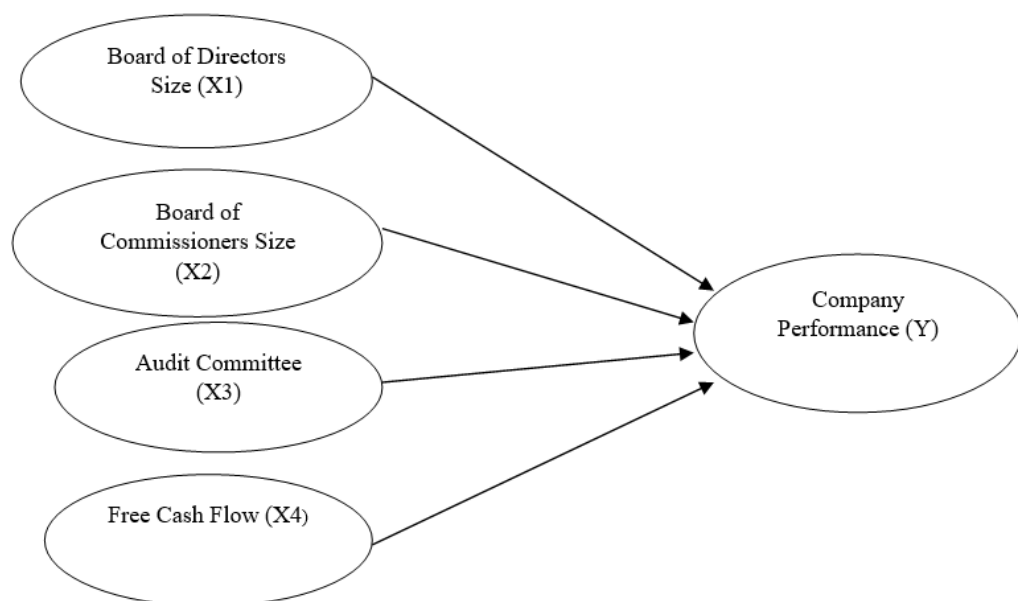 Board of Directors
Size (X1)
Board of
Commissioners Size
(X2)
Audit Committee
(X3)
Free Cash Flow (X4)
Company
Performance (Y)